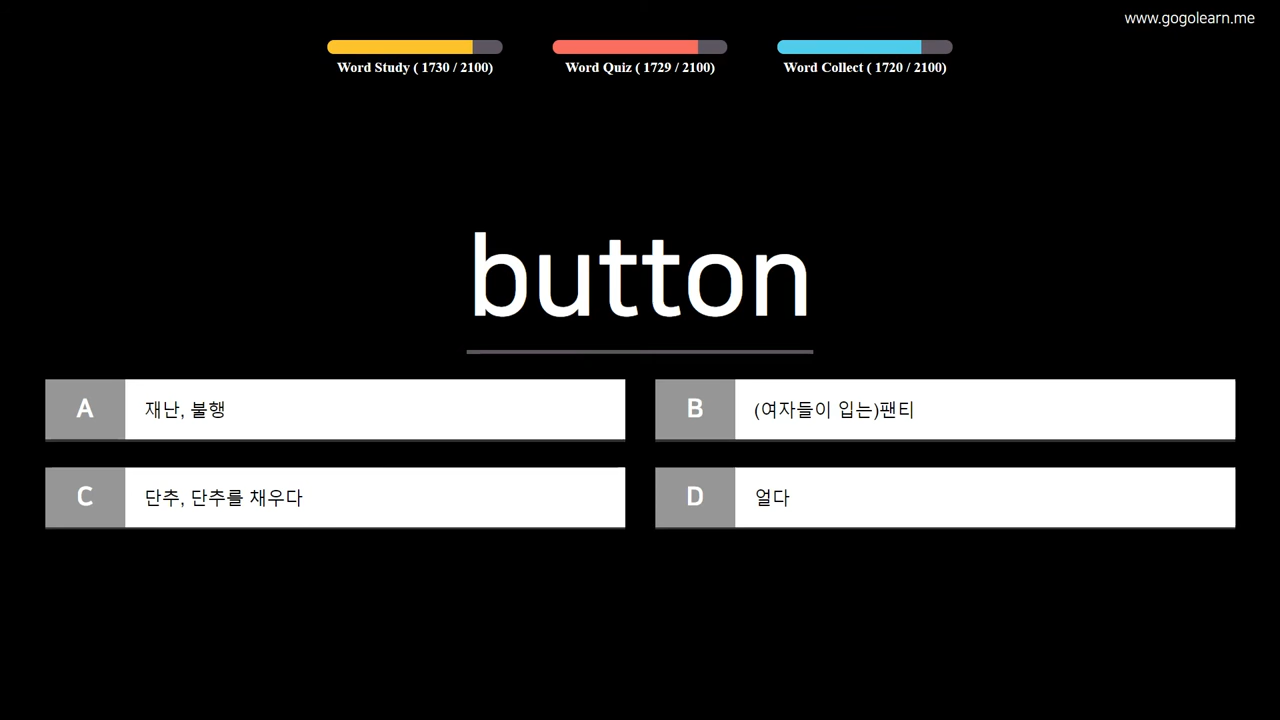 www.gogolearn.me
Word Study ( 1730 / 2100)
Word Quiz ( 1729 / 2100)
Word Collect ( 1720 / 2100)
button
A 재난, 불행
B (여자들이 입는)팬티
C 단추, 단추를 채우다
D 얼다